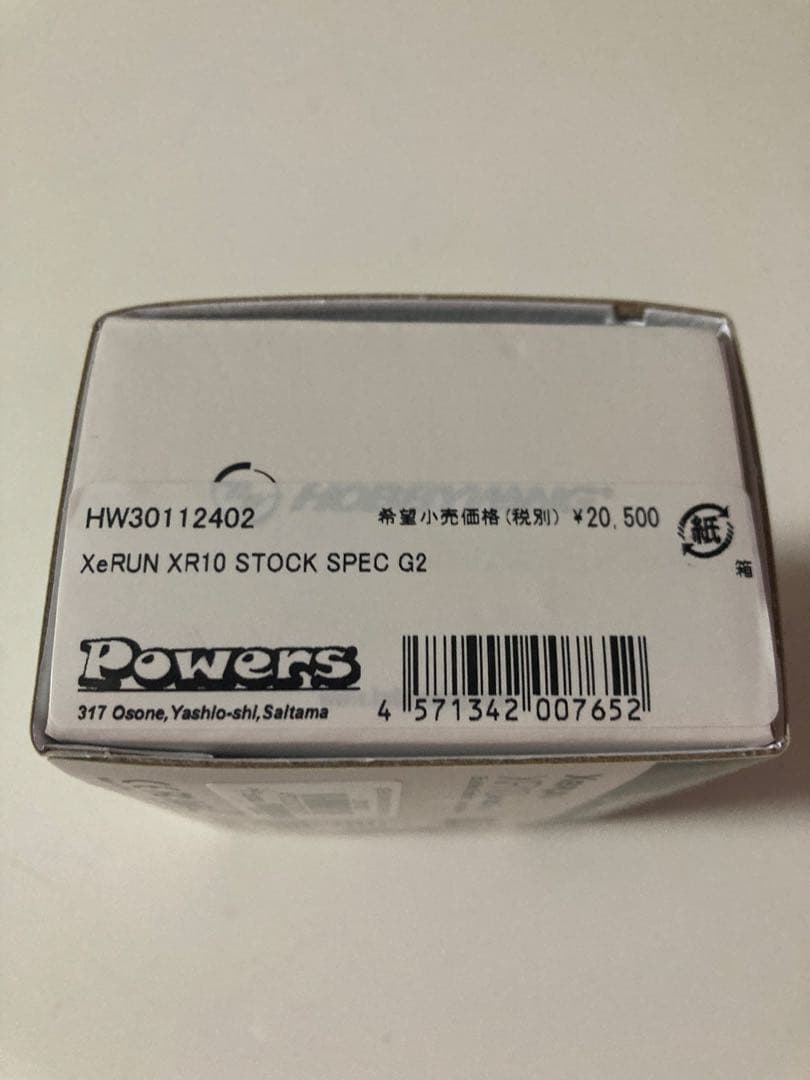 HOBBYWING
HW30112402 希望小売価格(税別) ¥20,500 紙
箱
XeRUN XR10 STOCK SPEC G2
Powers
317 Osone,Yashio-shi,Saitama
4 571342 007652